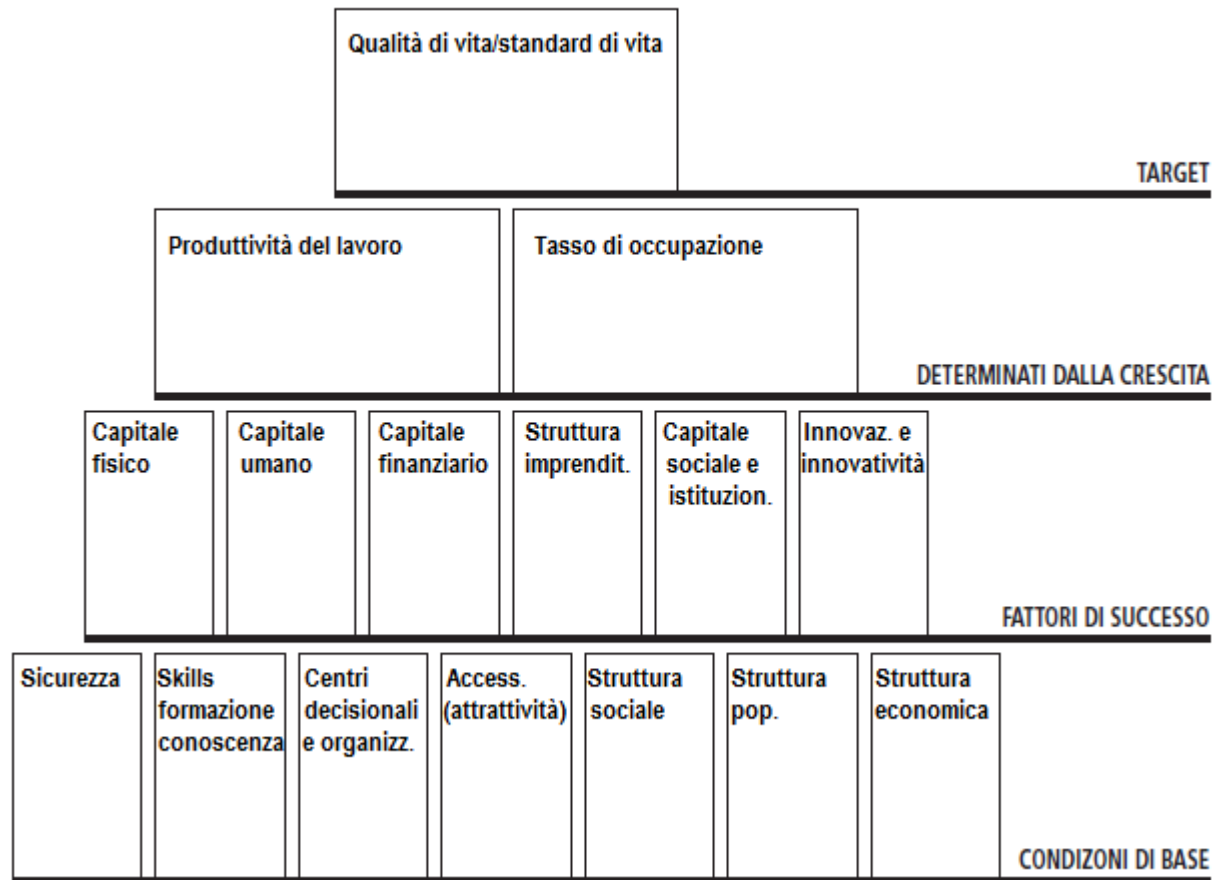 Qualità di vita/standard di vita
TARGET
Produttività del lavoro
Tasso di occupazione
DETERMINATI DALLA CRESCITA
Capitale
fisico
Capitale
umano
Capitale
finanziario
Struttura
imprendit.
Capitale
sociale e
istituzion.
Innovaz. e
innovatività
FATTORI DI SUCCESSO
Sicurezza
Skills
formazione
conoscenza
Centri
decisionali
e organizz.
Access.
(attrattività)
Struttura
sociale
Struttura
pop.
Struttura
economica
CONDIZONI DI BASE